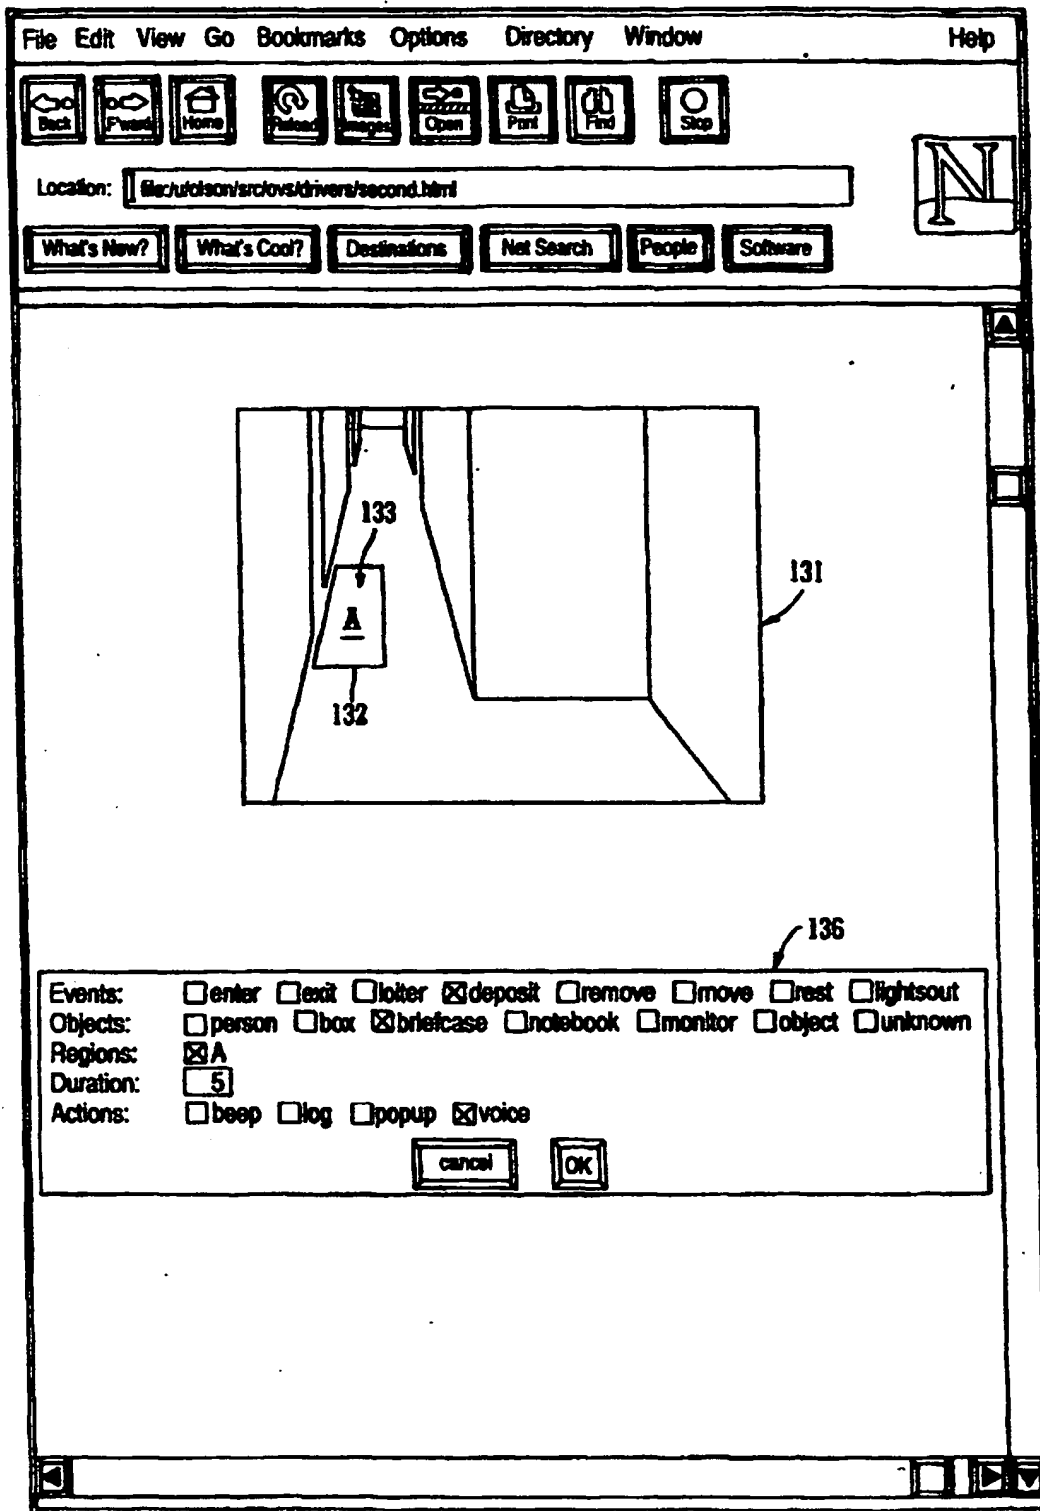 File Edit View Go Bookmarks Options Directory Window Help
Back F'ward Home Reload Images Open Print Find Stop
N
Location: file:/u/olson/src/ovs/drivers/second.html
What's New? What's Cool? Destinations Net Search People Software
133
131
A
132
136
Events: enter exit loiter deposit remove move rest lightsout
Objects: person box briefcase notebook monitor object unknown
Regions: A
Duration: 5
Actions: beep log popup voice
cancel OK